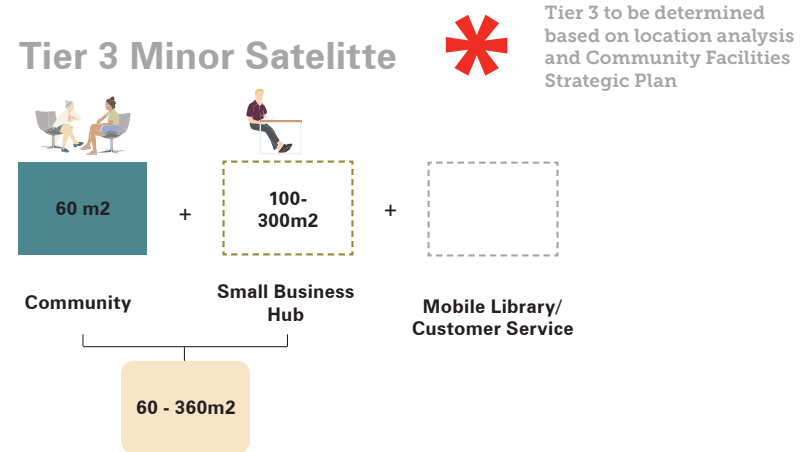 Tier 3 Minor Satelitte
Tier 3 to be determined
based on location analysis
and Community Facilities
Strategic Plan
60 m2
+
100-
300m2
+
Community
Small Business
Hub
Mobile Library/
Customer Service
60 - 360m2